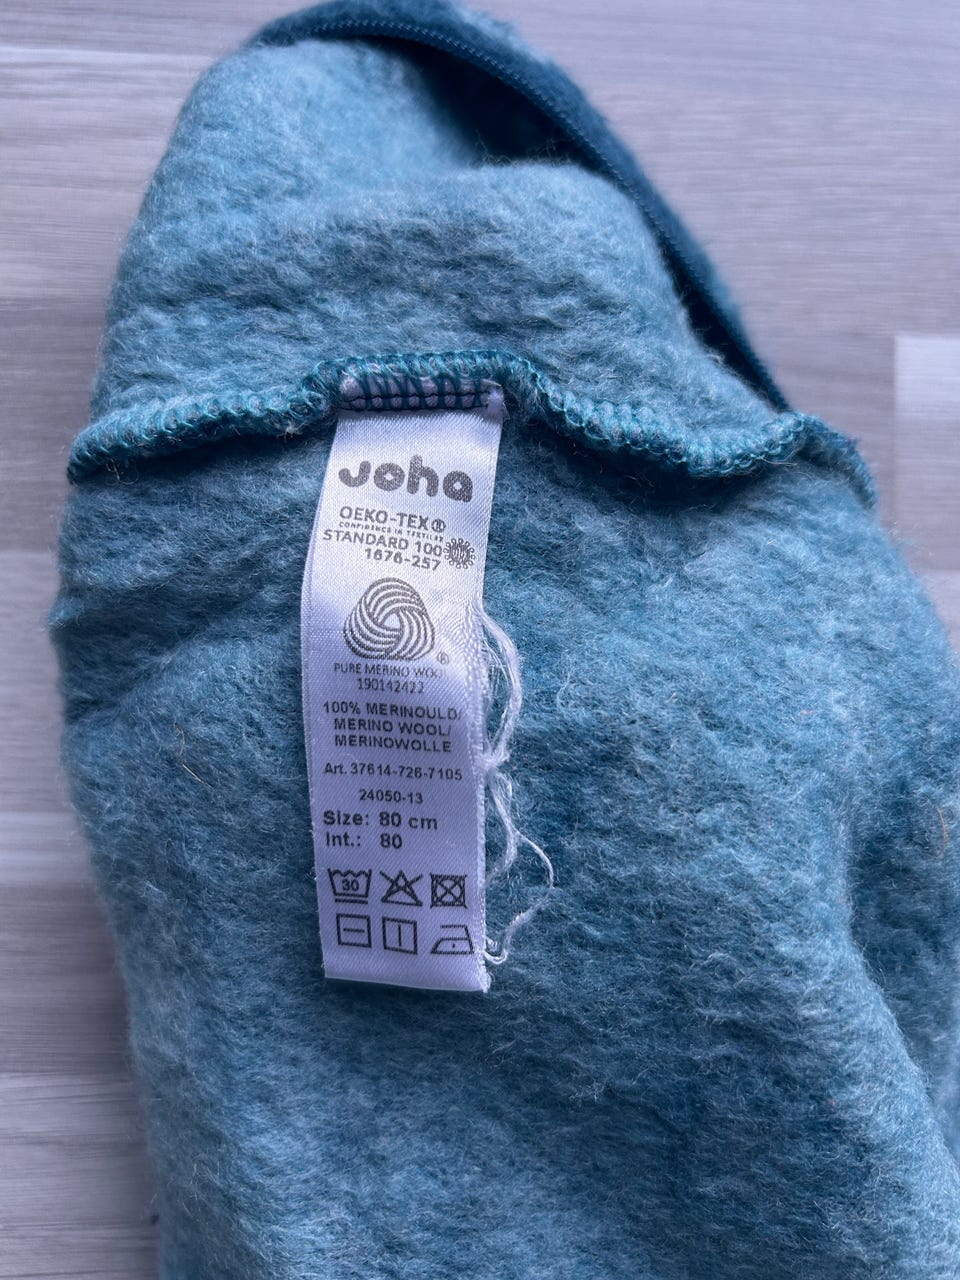 Joha
OEKO-TEX®
CONFIDENCE IN TEXTILES
STANDARD 100
1676-257
®
PURE MERINO WOOL
190142422
100% MERINOULD/
MERINO WOOL/
MERINOWOLLE
Art. 37614-726-7105
24050-13
Size: 80 cm
Int.: 80
30